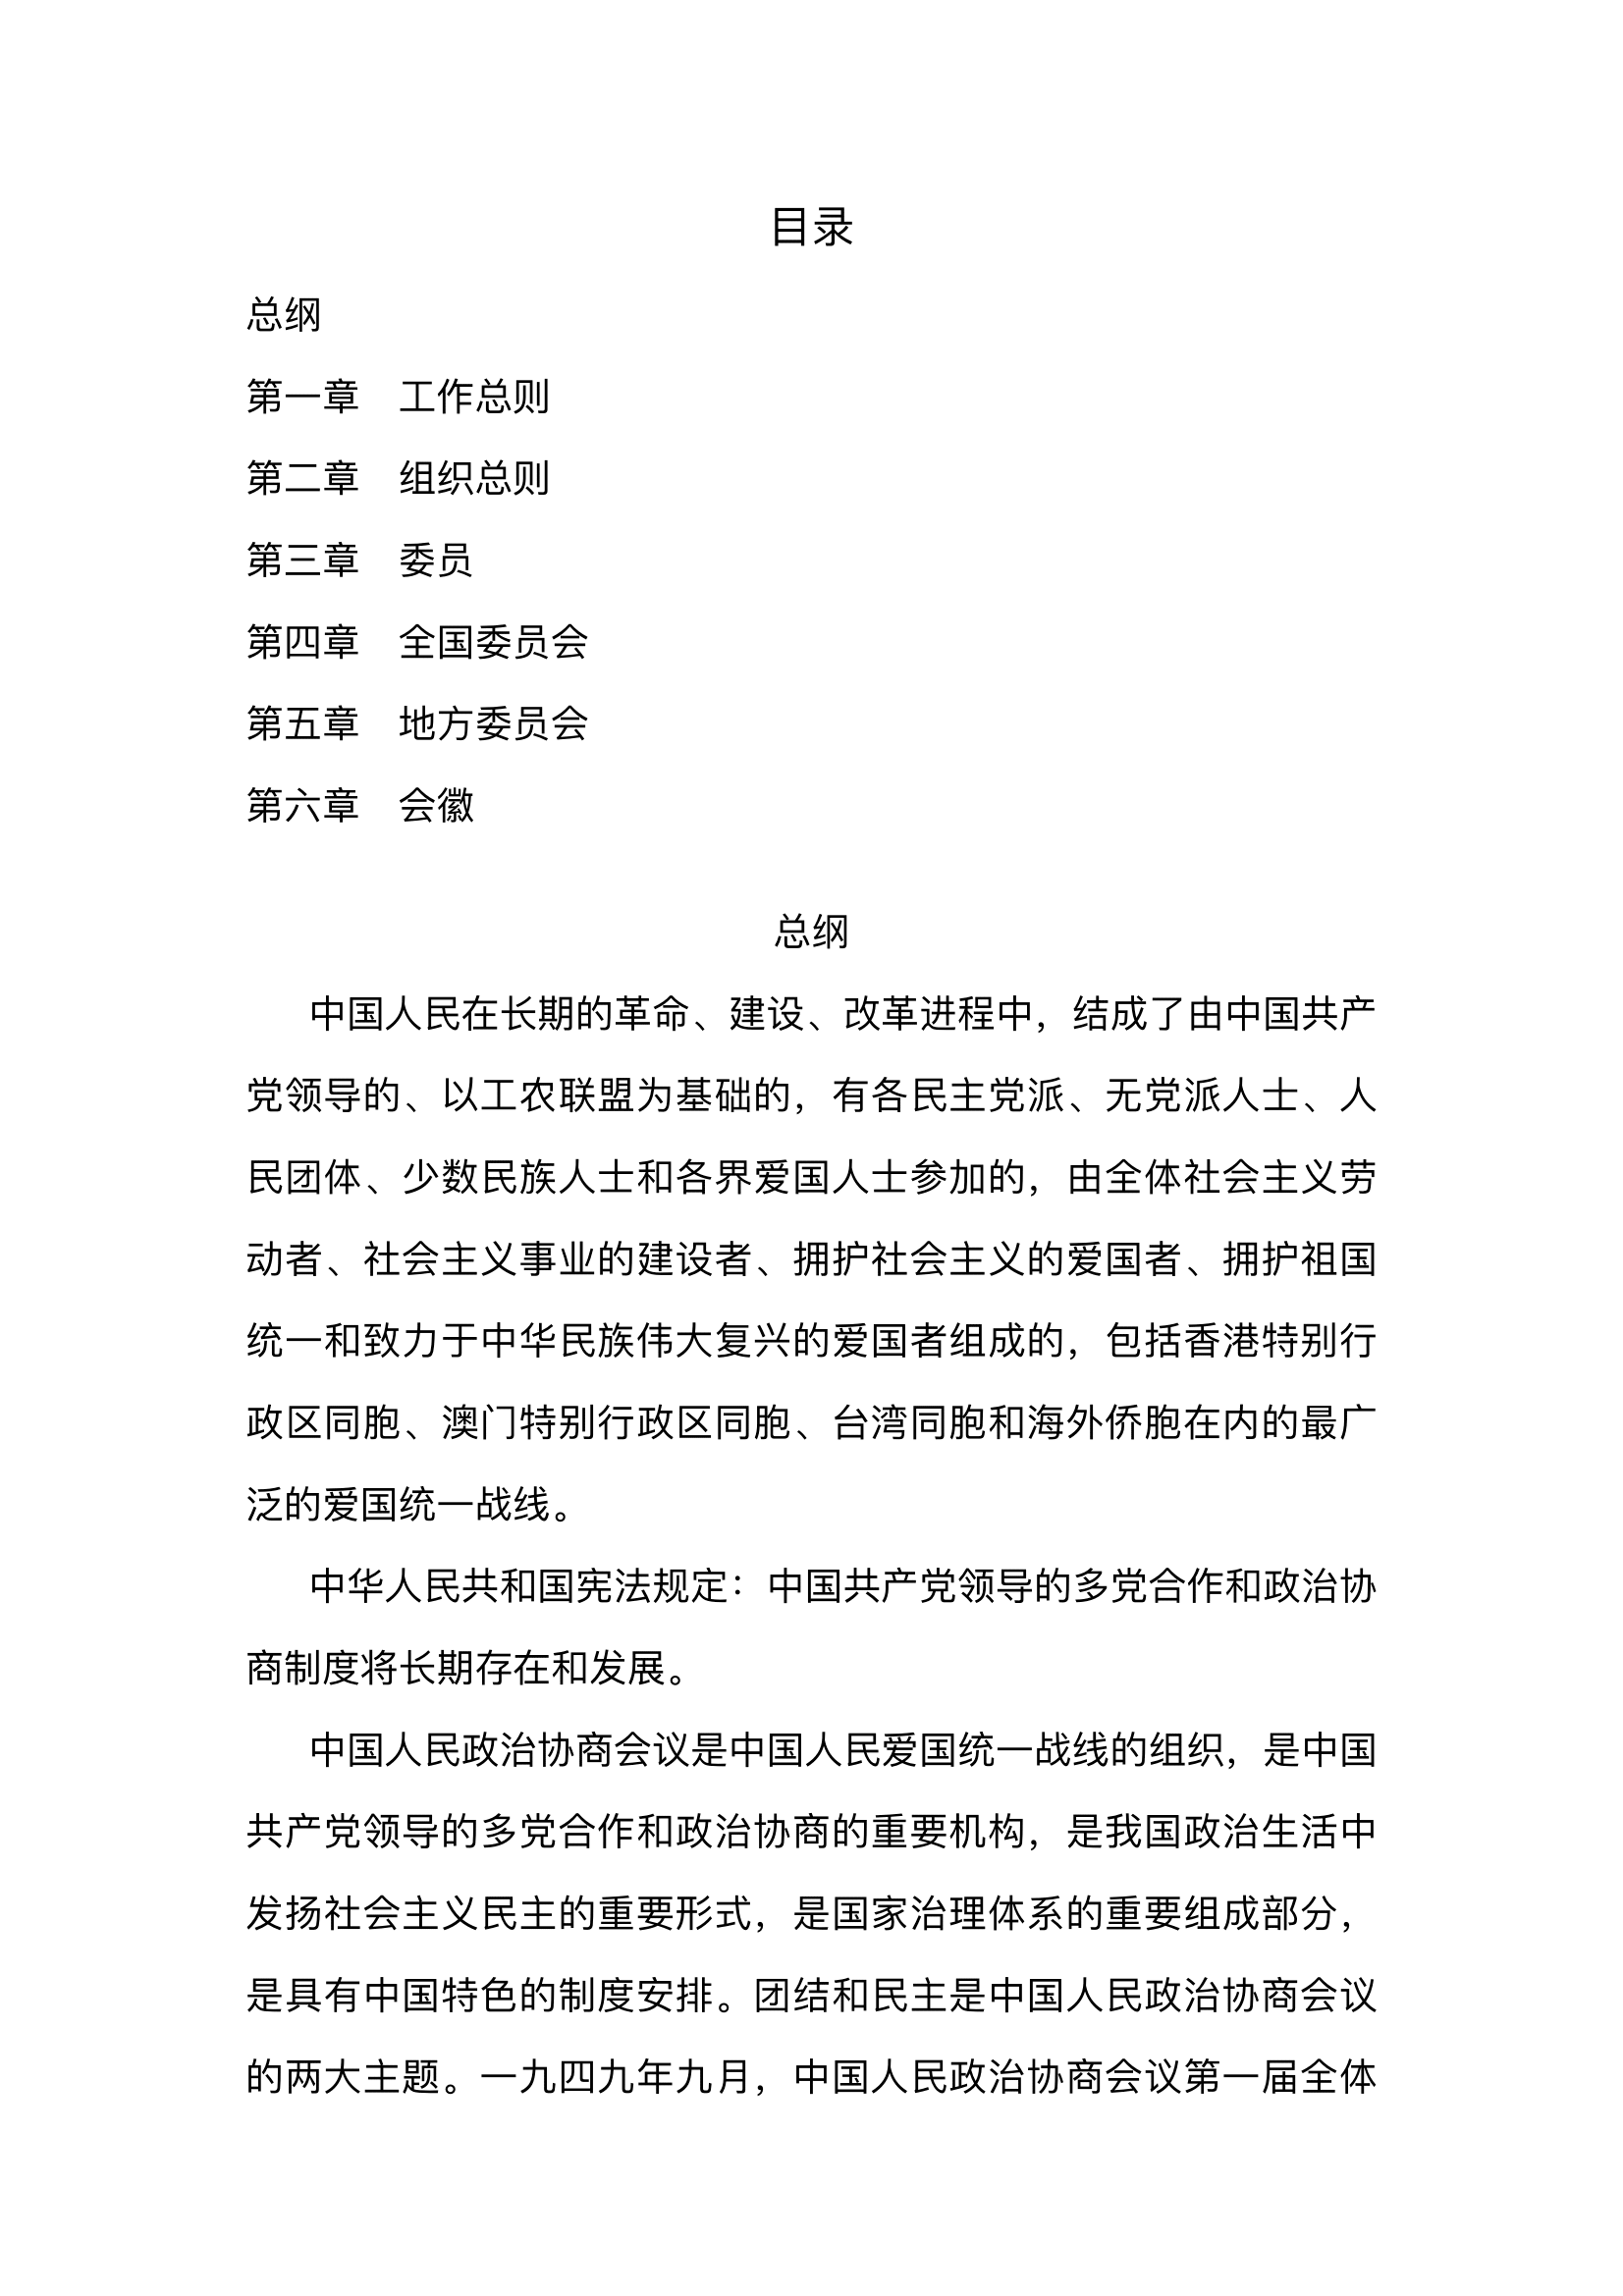 目录
总纲
第一章　工作总则
第二章　组织总则
第三章　委员
第四章　全国委员会
第五章　地方委员会
第六章　会徽
总纲
中国人民在长期的革命、建设、改革进程中，结成了由中国共产
党领导的、以工农联盟为基础的，有各民主党派、无党派人士、人
民团体、少数民族人士和各界爱国人士参加的，由全体社会主义劳
动者、社会主义事业的建设者、拥护社会主义的爱国者、拥护祖国
统一和致力于中华民族伟大复兴的爱国者组成的，包括香港特别行
政区同胞、澳门特别行政区同胞、台湾同胞和海外侨胞在内的最广
泛的爱国统一战线。
中华人民共和国宪法规定：中国共产党领导的多党合作和政治协
商制度将长期存在和发展。
中国人民政治协商会议是中国人民爱国统一战线的组织，是中国
共产党领导的多党合作和政治协商的重要机构，是我国政治生活中
发扬社会主义民主的重要形式，是国家治理体系的重要组成部分，
是具有中国特色的制度安排。团结和民主是中国人民政治协商会议
的两大主题。一九四九年九月，中国人民政治协商会议第一届全体